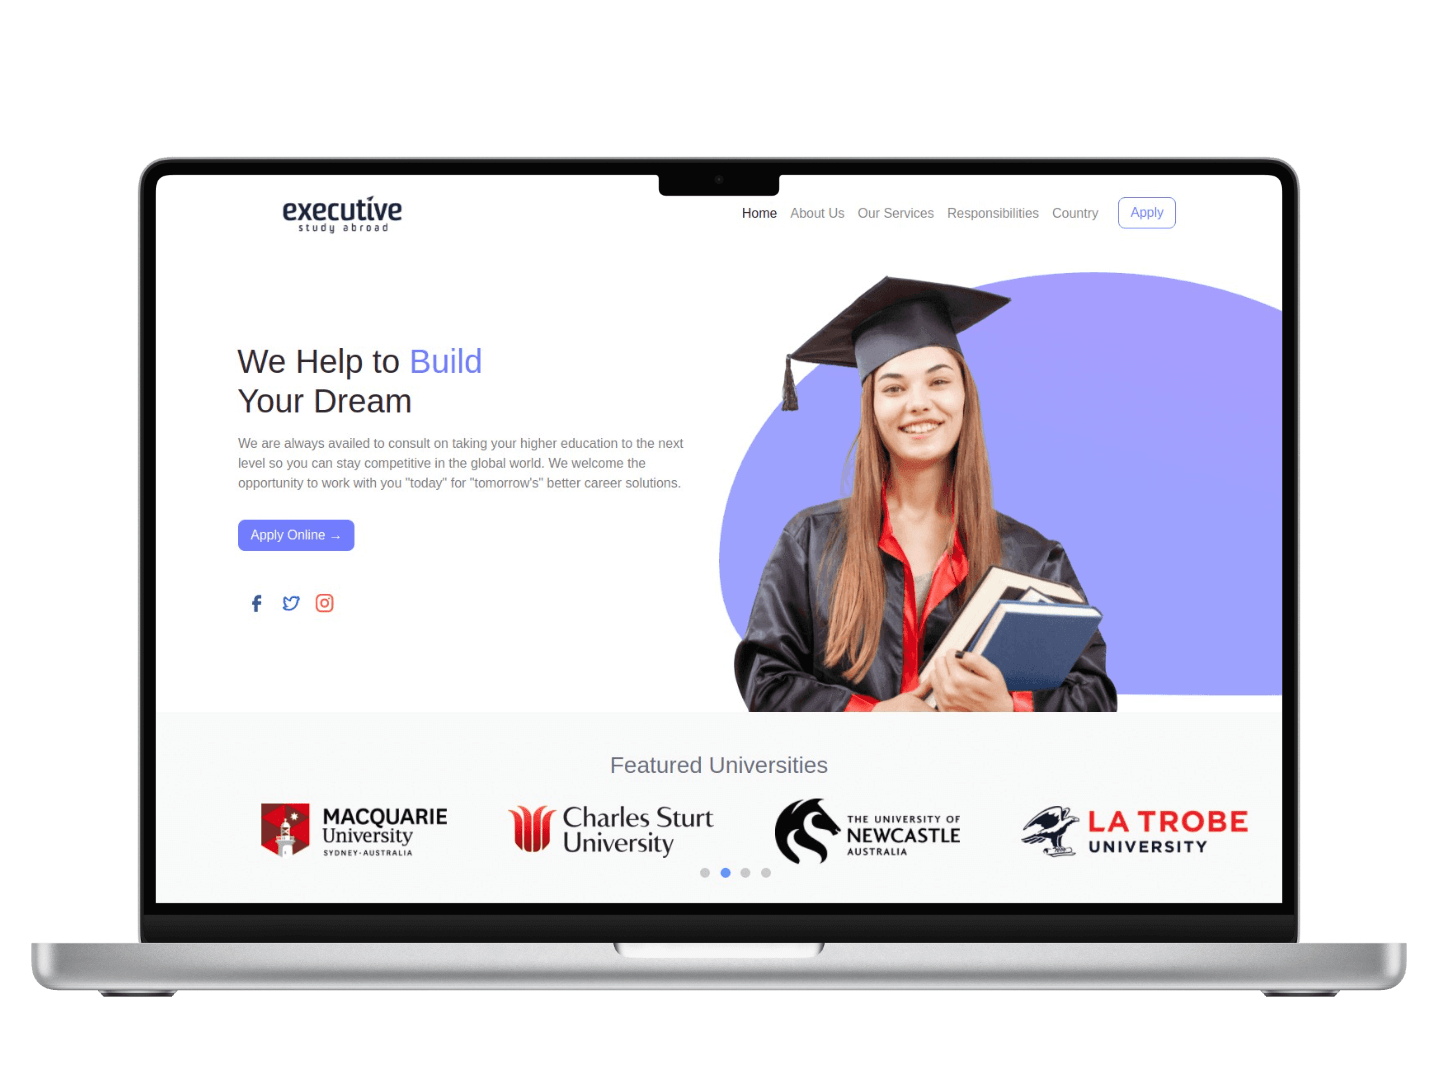 executive
study abroad
Home About Us Our Services Responsibilities Country Apply
We Help to Build
Your Dream
We are always availed to consult on taking your higher education to the next
level so you can stay competitive in the global world. We welcome the
opportunity to work with you "today" for "tomorrow's" better career solutions.
Apply Online →
Featured Universities
MACQUARIE
University
SYDNEY-AUSTRALIA
Charles Sturt
University
THE UNIVERSITY OF
NEWCASTLE
AUSTRALIA
LA TROBE
UNIVERSITY